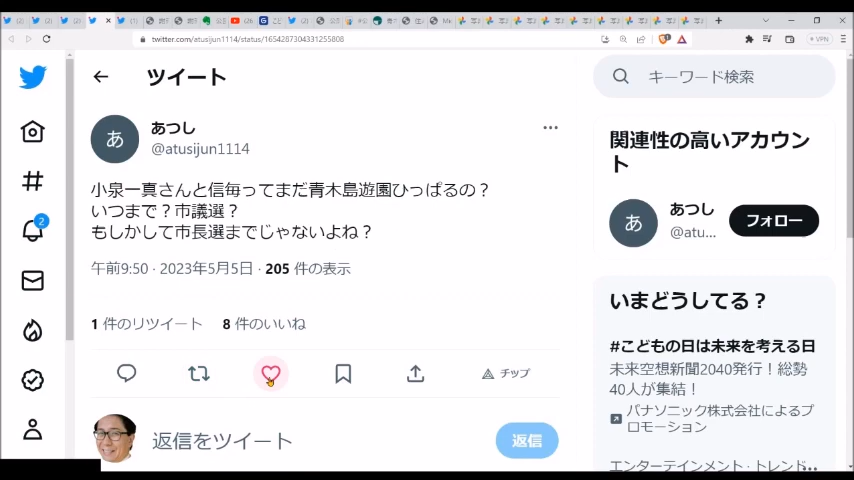 twitter.com/atusijun1114/status/1654287304331255808
VPN
ツイート
キーワード検索
あ
あつし
@atusijun1114
小泉一真さんと信毎ってまだ青木島遊園ひっぱるの？
いつまで？市議選？
もしかして市長選までじゃないよね？
午前9:50 · 2023年5月5日 · 205 件の表示
1 件のリツイート 8 件のいいね
チップ
返信をツイート
返信
2
関連性の高いアカウン
ト
あ
あつし
@atu...
フォロー
いまどうしてる？
#こどもの日は未来を考える日
未来空想新聞2040発行！総勢
40人が集結！
パナソニック株式会社によるプ
ロモーション
エンターテインメント · トレンド